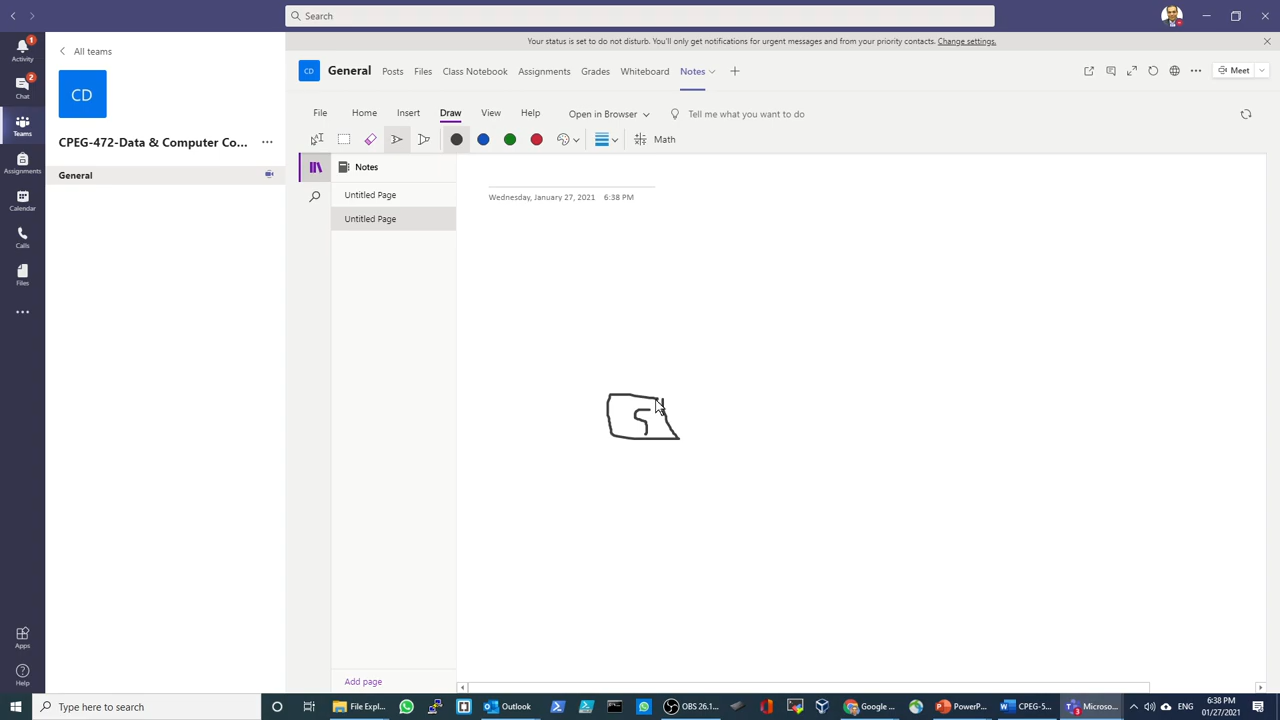 Search
Your status is set to do not disturb. You'll only get notifications for urgent messages and from your priority contacts. Change settings.
1
Activity
2
Chat
Teams
Assignments
Calendar
Calls
Files
Apps
Help
All teams
CD
CPEG-472-Data & Computer Co...
General
CD
General
Posts
Files
Class Notebook
Assignments
Grades
Whiteboard
Notes
Meet
File
Home
Insert
Draw
View
Help
Open in Browser
Tell me what you want to do
Math
Notes
Untitled Page
Untitled Page
Add page
Wednesday, January 27, 2021 6:38 PM
Type here to search
File Expl...
Outlook
OBS 26.1...
Google ...
PowerP...
CPEG-5...
3
Microso...
6:38 PM
01/27/2021